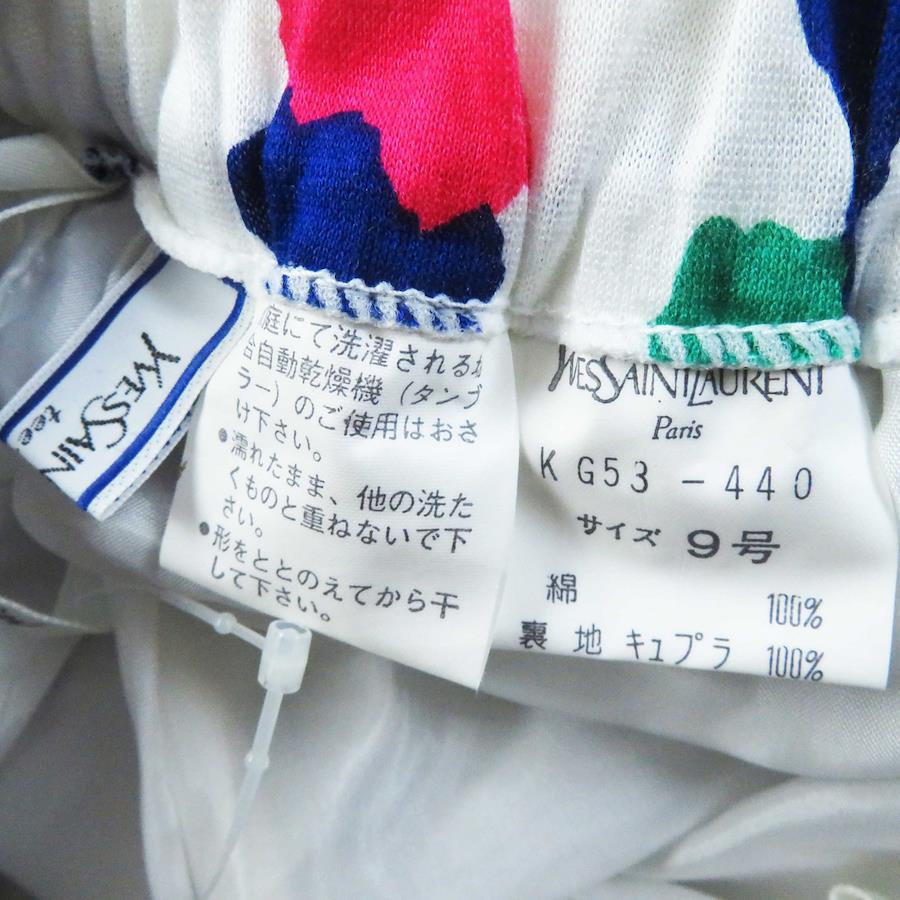 YVESSAIN
tee
庭にて洗濯される場
合自動乾燥機（タンブ
ラー）のご使用はおさ
け下さい。
●濡れたまま、他の洗た
くものと重ねないで下
さい。
●形をととのえてから干
して下さい。
YVESSAINTLAURENT
Paris
K G53 -440
サイズ 9号
綿 100%
裏 地 キュプラ 100%